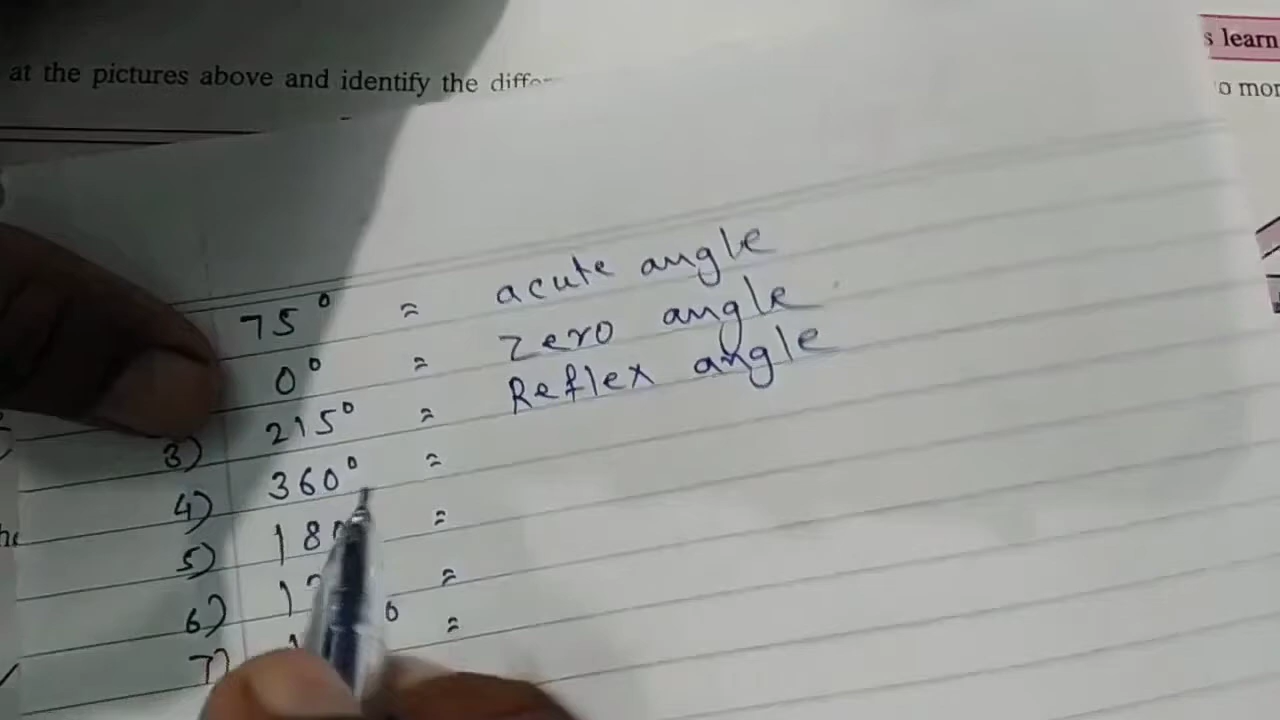 at the pictures above and identify the
s learn
o mor
75° = acute angle
0° = Zero angle
3) 215° = Reflex angle
4) 360° =
5) 18 =
6) 1 =
7) =